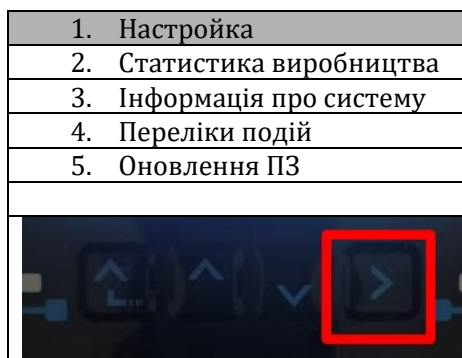 1. Настройка
2. Статистика виробництва
3. Інформація про систему
4. Переліки подій
5. Оновлення ПЗ